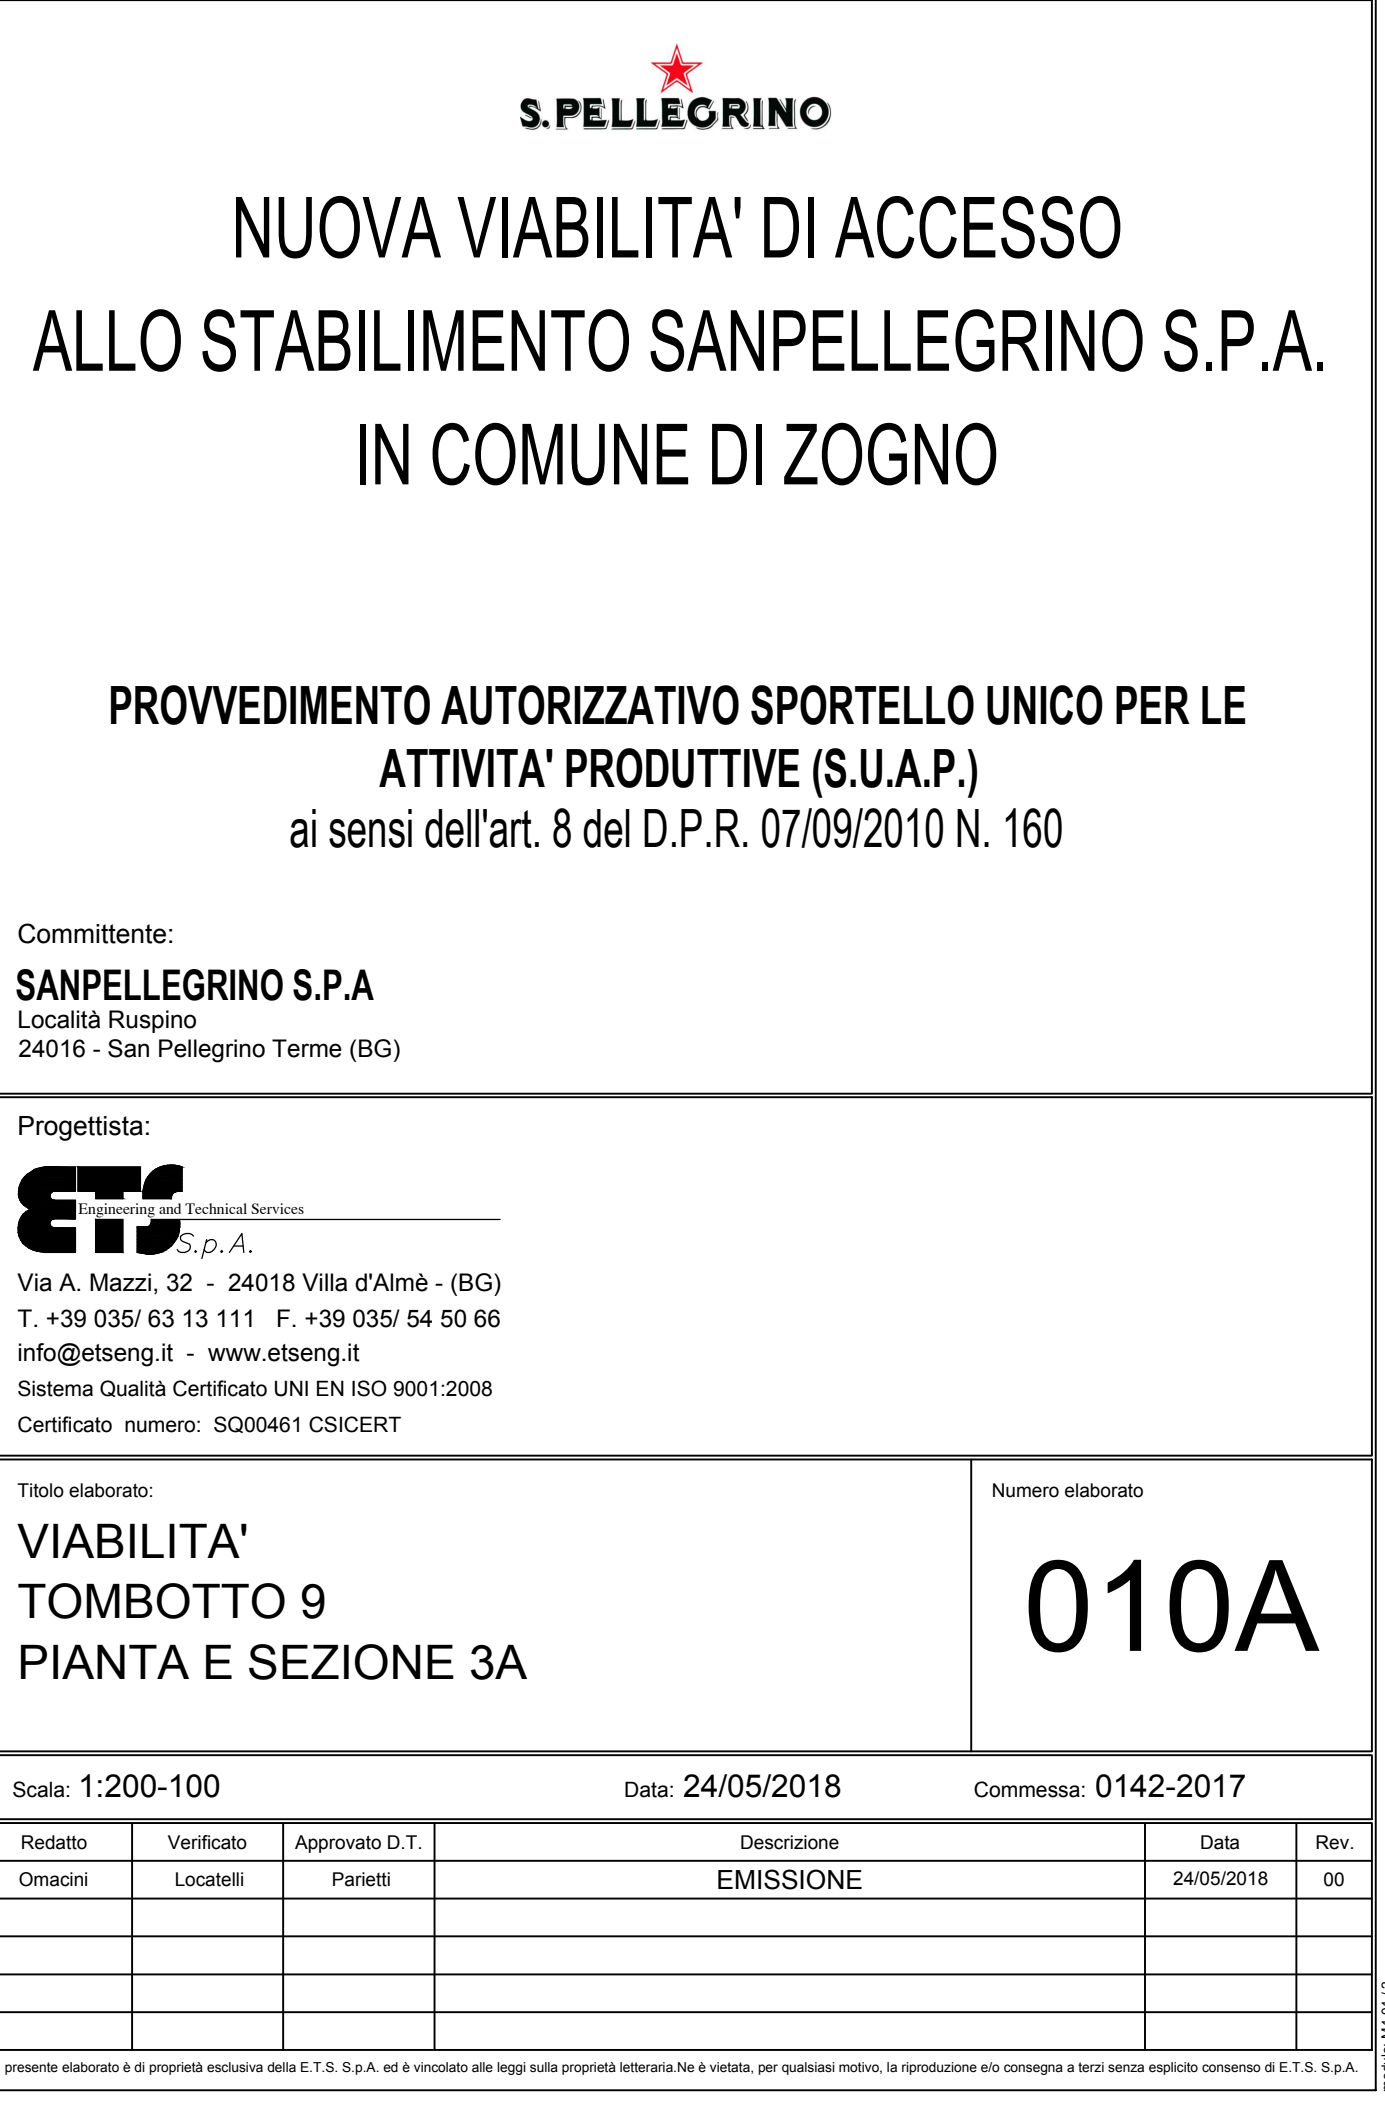 S.PELLEGRINO
NUOVA VIABILITA' DI ACCESSO
ALLO STABILIMENTO SANPELLEGRINO S.P.A.
IN COMUNE DI ZOGNO
PROVVEDIMENTO AUTORIZZATIVO SPORTELLO UNICO PER LE
ATTIVITA' PRODUTTIVE (S.U.A.P.)
ai sensi dell'art. 8 del D.P.R. 07/09/2010 N. 160
Committente:
SANPELLEGRINO S.P.A
Località Ruspino
24016 - San Pellegrino Terme (BG)
Progettista:
ETS
Engineering and Technical Services
S.p.A.
Via A. Mazzi, 32 - 24018 Villa d'Almè - (BG)
T. +39 035/ 63 13 111 F. +39 035/ 54 50 66
info@etseng.it - www.etseng.it
Sistema Qualità Certificato UNI EN ISO 9001:2008
Certificato numero: SQ00461 CSICERT
Titolo elaborato:
VIABILITA'
TOMBOTTO 9
PIANTA E SEZIONE 3A
Numero elaborato
010A
Scala: 1:200-100 Data: 24/05/2018 Commessa: 0142-2017
Redatto Verificato Approvato D.T. Descrizione Data Rev.
Omacini Locatelli Parietti EMISSIONE 24/05/2018 00
presente elaborato è di proprietà esclusiva della E.T.S. S.p.A. ed è vincolato alle leggi sulla proprietà letteraria.Ne è vietata, per qualsiasi motivo, la riproduzione e/o consegna a terzi senza esplicito consenso di E.T.S. S.p.A.